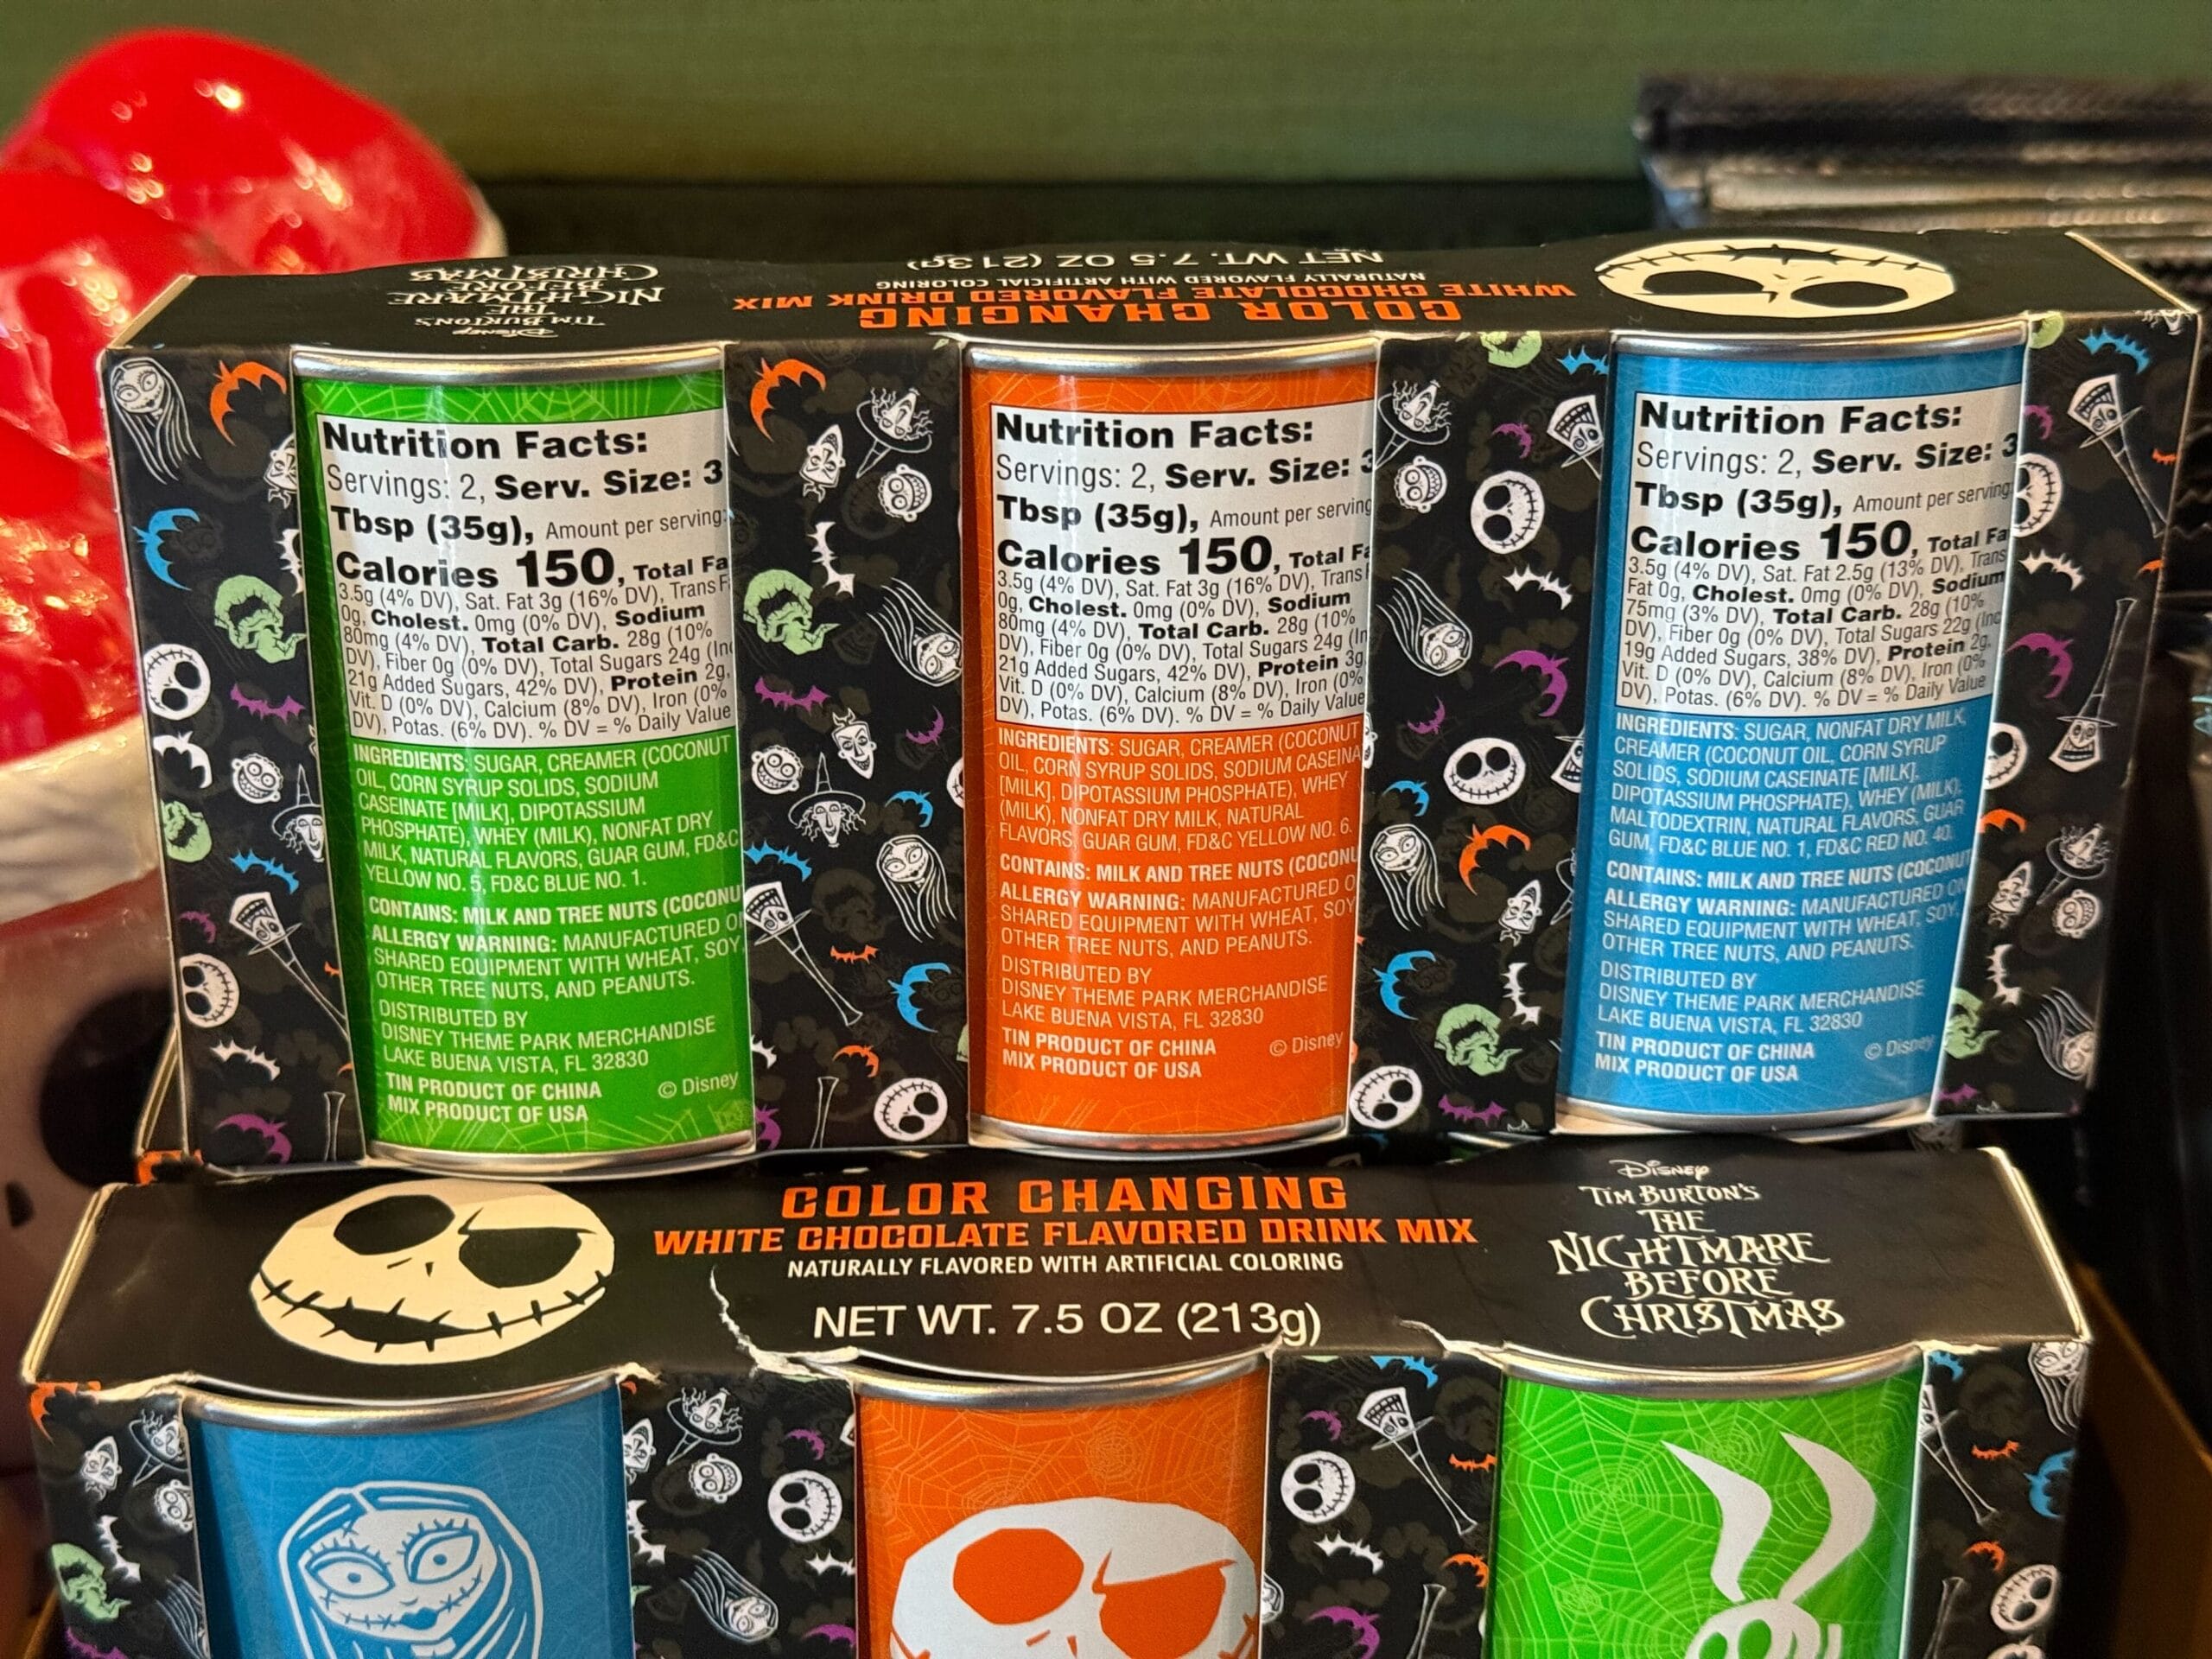 Disney
TIM BURTON'S
THE
NIGHTMARE
BEFORE
CHRISTMAS
COLOR CHANGING
WHITE CHOCOLATE FLAVORED DRINK MIX
NATURALLY FLAVORED WITH ARTIFICIAL COLORING
NET WT. 7.5 OZ (213g)
Nutrition Facts:
Servings: 2, Serv. Size: 3
Tbsp (35g), Amount per serving:
Calories 150, Total Fa
3.5g (4% DV), Sat. Fat 3g (16% DV), Trans F
0g, Cholest. 0mg (0% DV), Sodium
80mg (4% DV), Total Carb. 28g (10%
DV), Fiber 0g (0% DV), Total Sugars 24g (Inc
21g Added Sugars, 42% DV), Protein 2g,
Vit. D (0% DV), Calcium (8% DV), Iron (0%
DV), Potas. (6% DV). % DV = % Daily Value
INGREDIENTS: SUGAR, CREAMER (COCONUT
OIL, CORN SYRUP SOLIDS, SODIUM
CASEINATE [MILK], DIPOTASSIUM
PHOSPHATE), WHEY (MILK), NONFAT DRY
MILK, NATURAL FLAVORS, GUAR GUM, FD&C
YELLOW NO. 5, FD&C BLUE NO. 1.
CONTAINS: MILK AND TREE NUTS (COCONU
ALLERGY WARNING: MANUFACTURED O
SHARED EQUIPMENT WITH WHEAT, SOY,
OTHER TREE NUTS, AND PEANUTS.
DISTRIBUTED BY
DISNEY THEME PARK MERCHANDISE
LAKE BUENA VISTA, FL 32830
TIN PRODUCT OF CHINA
MIX PRODUCT OF USA
© Disney
Nutrition Facts:
Servings: 2, Serv. Size: 3
Tbsp (35g), Amount per serving
Calories 150, Total Fa
3.5g (4% DV), Sat. Fat 3g (16% DV), Trans
0g, Cholest. 0mg (0% DV), Sodium
80mg (4% DV), Total Carb. 28g (10%
DV), Fiber 0g (0% DV), Total Sugars 24g (In
21g Added Sugars, 42% DV), Protein 3g
Vit. D (0% DV), Calcium (8% DV), Iron (0%
DV), Potas. (6% DV). % DV = % Daily Value
INGREDIENTS: SUGAR, CREAMER (COCONUT
OIL, CORN SYRUP SOLIDS, SODIUM CASEINA
[MILK], DIPOTASSIUM PHOSPHATE), WHEY
(MILK), NONFAT DRY MILK, NATURAL
FLAVORS, GUAR GUM, FD&C YELLOW NO. 6.
CONTAINS: MILK AND TREE NUTS (COCONU
ALLERGY WARNING: MANUFACTURED O
SHARED EQUIPMENT WITH WHEAT, SOY
OTHER TREE NUTS, AND PEANUTS.
DISTRIBUTED BY
DISNEY THEME PARK MERCHANDISE
LAKE BUENA VISTA, FL 32830
TIN PRODUCT OF CHINA
MIX PRODUCT OF USA
© Disney
Nutrition Facts:
Servings: 2, Serv. Size: 3
Tbsp (35g), Amount per serving:
Calories 150, Total Fa
3.5g (4% DV), Sat. Fat 2.5g (13% DV), Trans
Fat 0g, Cholest. 0mg (0% DV), Sodium
75mg (3% DV), Total Carb. 28g (10%
DV), Fiber 0g (0% DV), Total Sugars 22g (Inc
19g Added Sugars, 38% DV), Protein 2g,
Vit. D (0% DV), Calcium (8% DV), Iron (0%
DV), Potas. (6% DV). % DV = % Daily Value
INGREDIENTS: SUGAR, NONFAT DRY MILK,
CREAMER (COCONUT OIL, CORN SYRUP
SOLIDS, SODIUM CASEINATE [MILK],
DIPOTASSIUM PHOSPHATE), WHEY (MILK),
MALTODEXTRIN, NATURAL FLAVORS, GUAR
GUM, FD&C BLUE NO. 1, FD&C RED NO. 40.
CONTAINS: MILK AND TREE NUTS (COCONUT
ALLERGY WARNING: MANUFACTURED ON
SHARED EQUIPMENT WITH WHEAT, SOY,
OTHER TREE NUTS, AND PEANUTS.
DISTRIBUTED BY
DISNEY THEME PARK MERCHANDISE
LAKE BUENA VISTA, FL 32830
TIN PRODUCT OF CHINA
MIX PRODUCT OF USA
© Disney
COLOR CHANGING
WHITE CHOCOLATE FLAVORED DRINK MIX
NATURALLY FLAVORED WITH ARTIFICIAL COLORING
NET WT. 7.5 OZ (213g)
Disney
TIM BURTON'S
THE
NIGHTMARE
BEFORE
CHRISTMAS